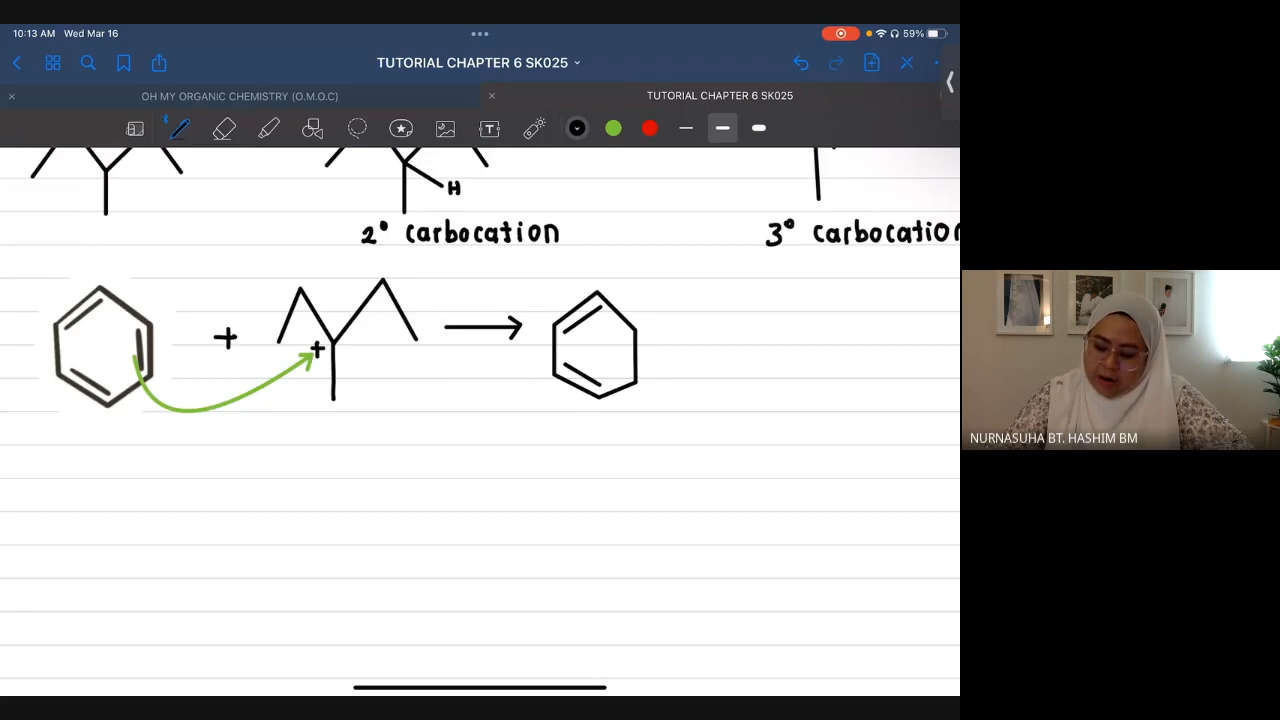 10:13 AM Wed Mar 16
59%
TUTORIAL CHAPTER 6 SK025
OH MY ORGANIC CHEMISTRY (O.M.O.C)
TUTORIAL CHAPTER 6 SK025
T
H
2° carbocation
3° carbocation
+
+
NURNASUHA BT. HASHIM BM